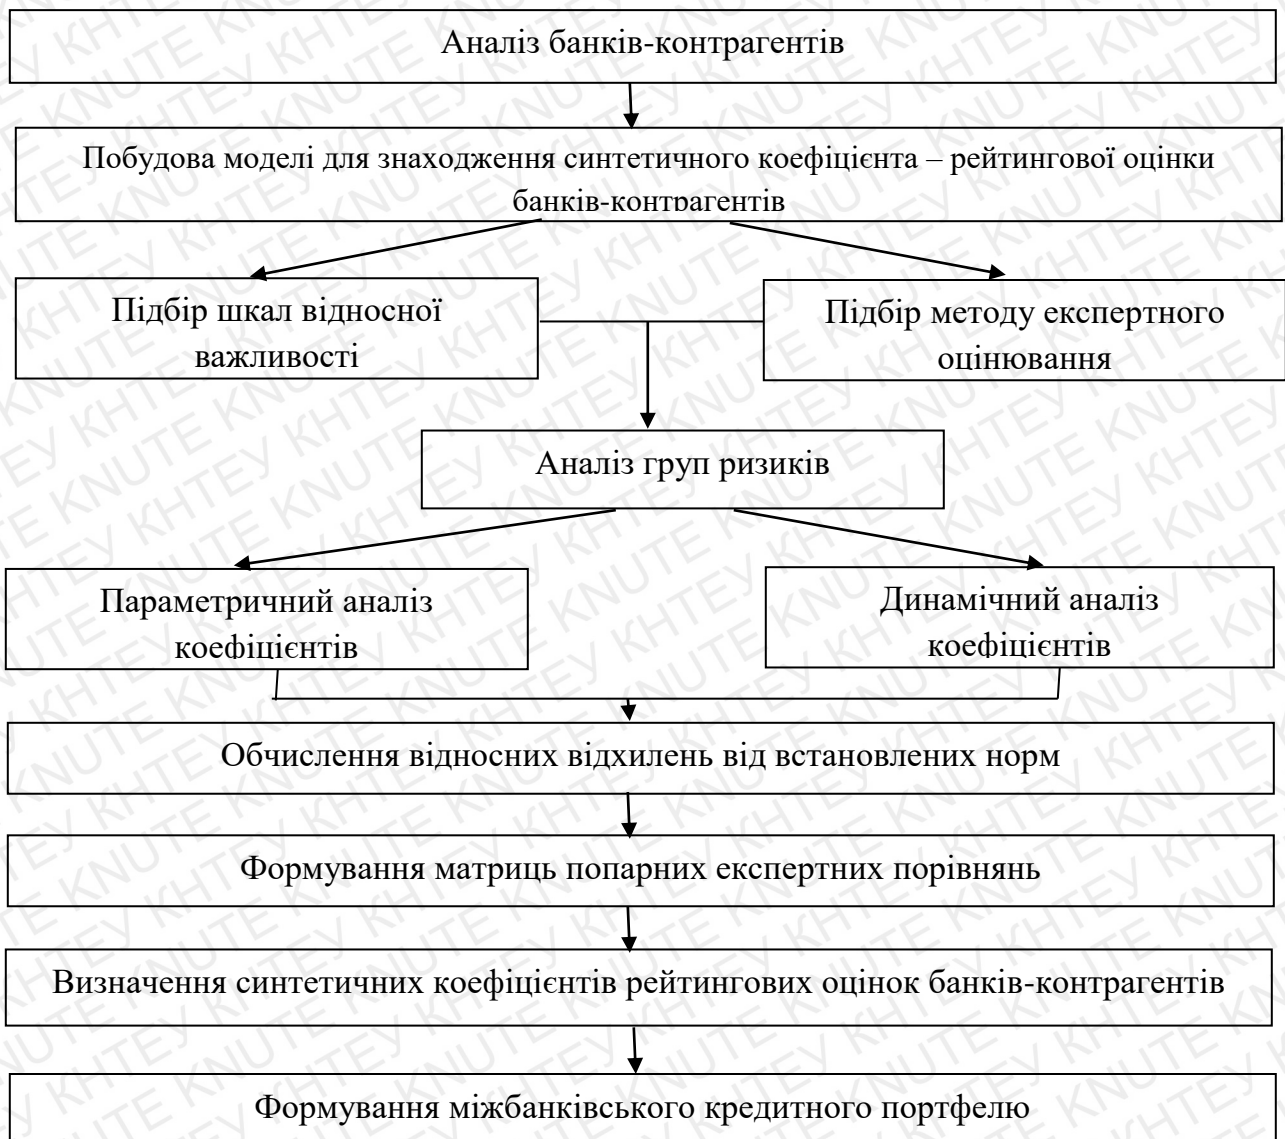 Аналіз банків-контрагентів
Побудова моделі для знаходження синтетичного коефіцієнта – рейтингової оцінки
банків-контрагентів
Підбір шкал відносної
важливості
Підбір методу експертного
оцінювання
Аналіз груп ризиків
Параметричний аналіз
коефіцієнтів
Динамічний аналіз
коефіцієнтів
Обчислення відносних відхилень від встановлених норм
Формування матриць попарних експертних порівнянь
Визначення синтетичних коефіцієнтів рейтингових оцінок банків-контрагентів
Формування міжбанківського кредитного портфелю